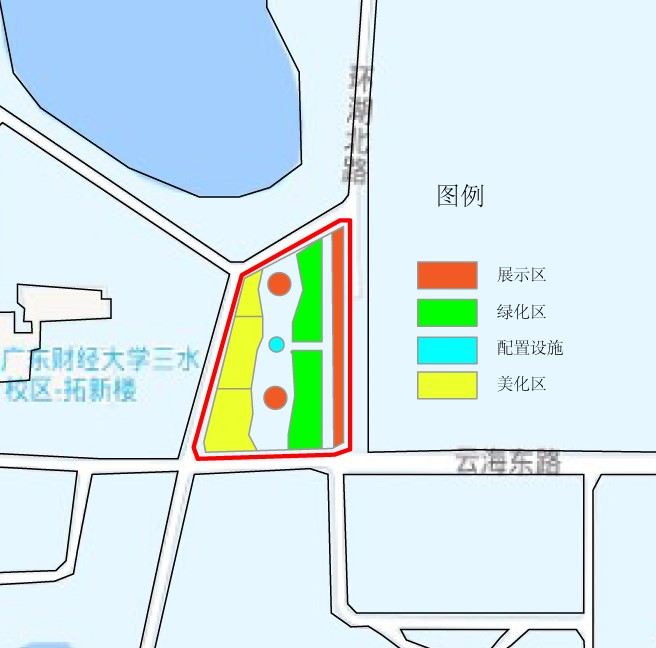 环湖北路
图例
展示区
绿化区
配置设施
美化区
广东财经大学三水
校区-拓新楼
云海东路